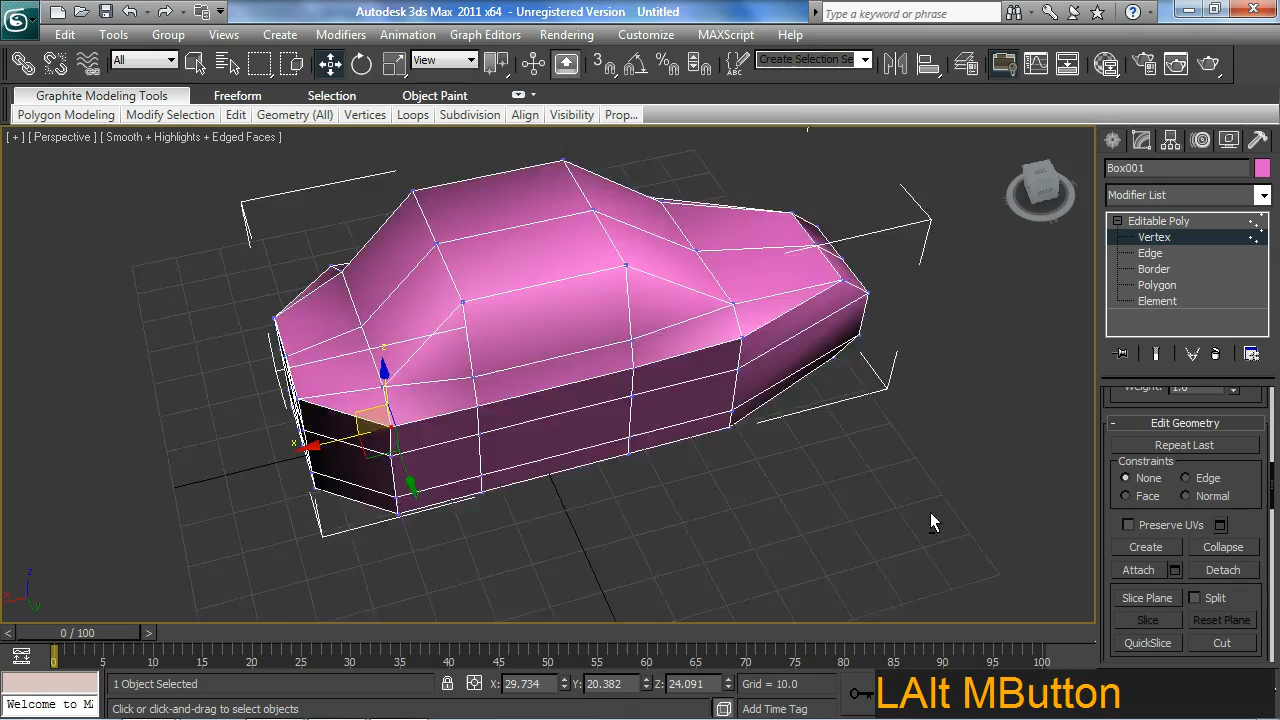 Autodesk 3ds Max 2011 x64 - Unregistered Version Untitled
Type a keyword or phrase
Edit Tools Group Views Create Modifiers Animation Graph Editors Rendering Customize MAXScript Help
All View Create Selection Se
Graphite Modeling Tools Freeform Selection Object Paint
Polygon Modeling Modify Selection Edit Geometry (All) Vertices Loops Subdivision Align Visibility Prop...
[ + ] [ Perspective ] [ Smooth + Highlights + Edged Faces ]
Box001
Modifier List
Editable Poly
Vertex
Edge
Border
Polygon
Element
Weight: 1.0
- Edit Geometry
Repeat Last
Constraints
None Edge
Face Normal
Preserve UVs
Create Collapse
Attach Detach
Slice Plane Split
Slice Reset Plane
QuickSlice Cut
z
x
z
x
y
< 0 / 100 >
0 5 10 15 20 25 30 35 40 45 50 55 60 65 70 75 80 85 90 95 100
1 Object Selected X: 29.734 Y: 20.382 Z: 24.091 Grid = 10.0
Welcome to MA
Click or click-and-drag to select objects Add Time Tag
LAlt MButton